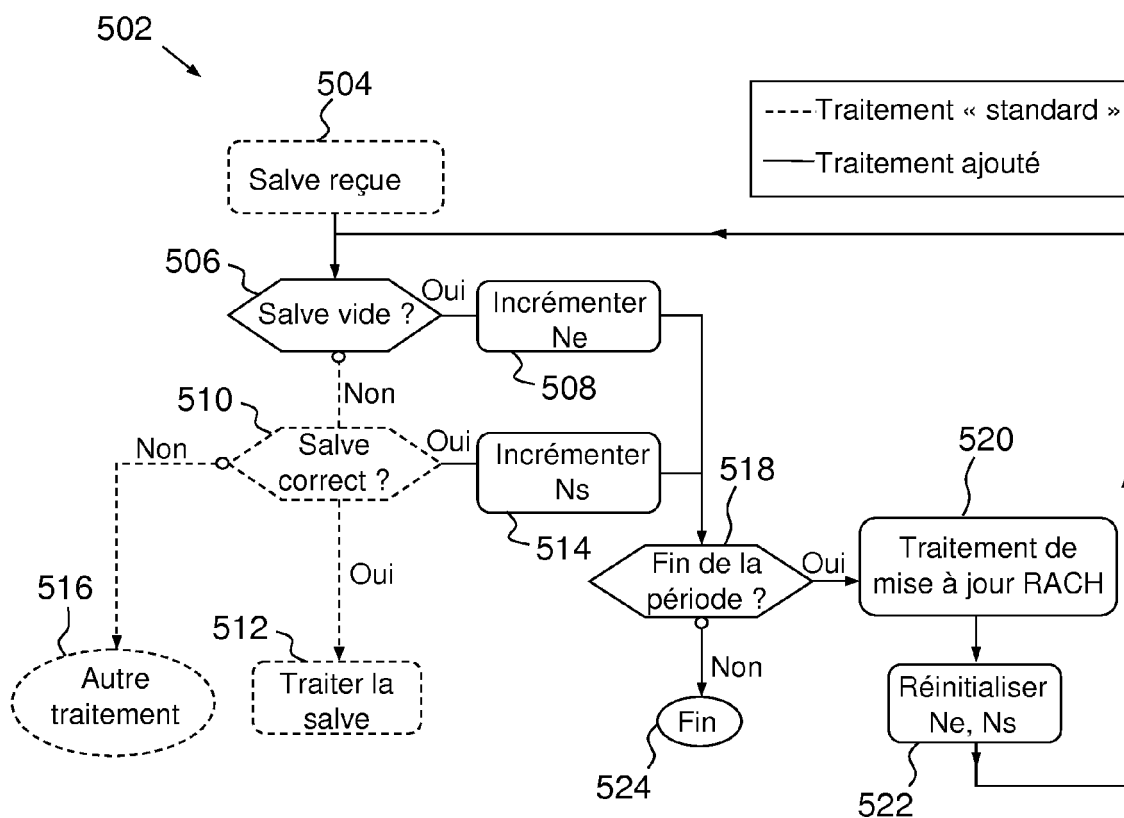 502
504
Traitement « standard »
Traitement ajouté
Salve reçue
506
Salve vide ?
Oui
Incrémenter
Ne
508
Non
510
Non
Salve
correct ?
Oui
Incrémenter
Ns
514
518
520
Fin de la
période ?
Oui
Traitement de
mise à jour RACH
Oui
516
512
Autre
traitement
Traiter la
salve
Non
Fin
524
Réinitialiser
Ne, Ns
522